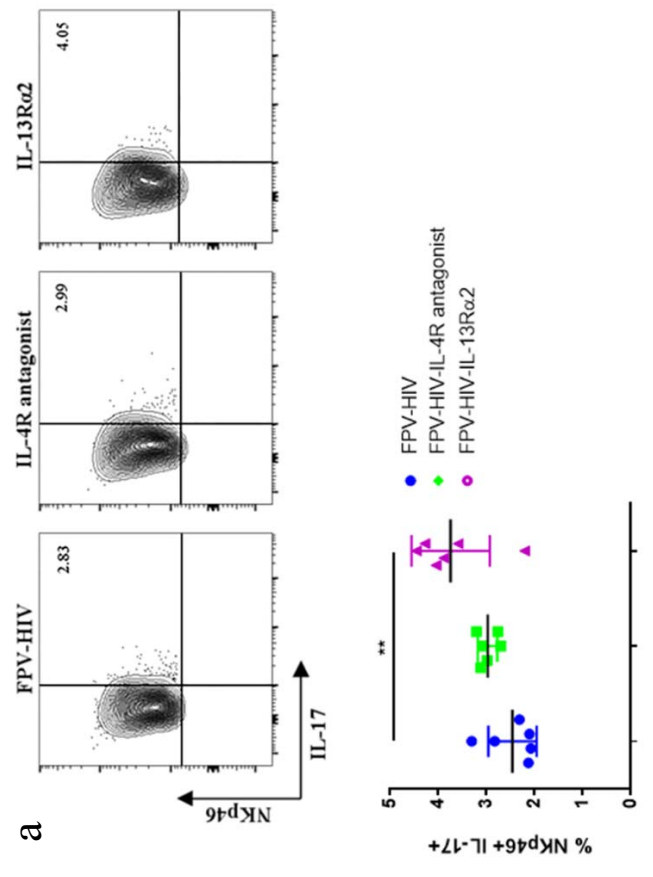 a
FPV-HIV
IL-4R antagonist
IL-13Rα2
2.83
2.99
4.05
NKp46
IL-17
% NKp46+ IL-17+
5
4
3
2
1
0
**
FPV-HIV
FPV-HIV-IL-4R antagonist
FPV-HIV-IL-13Rα2